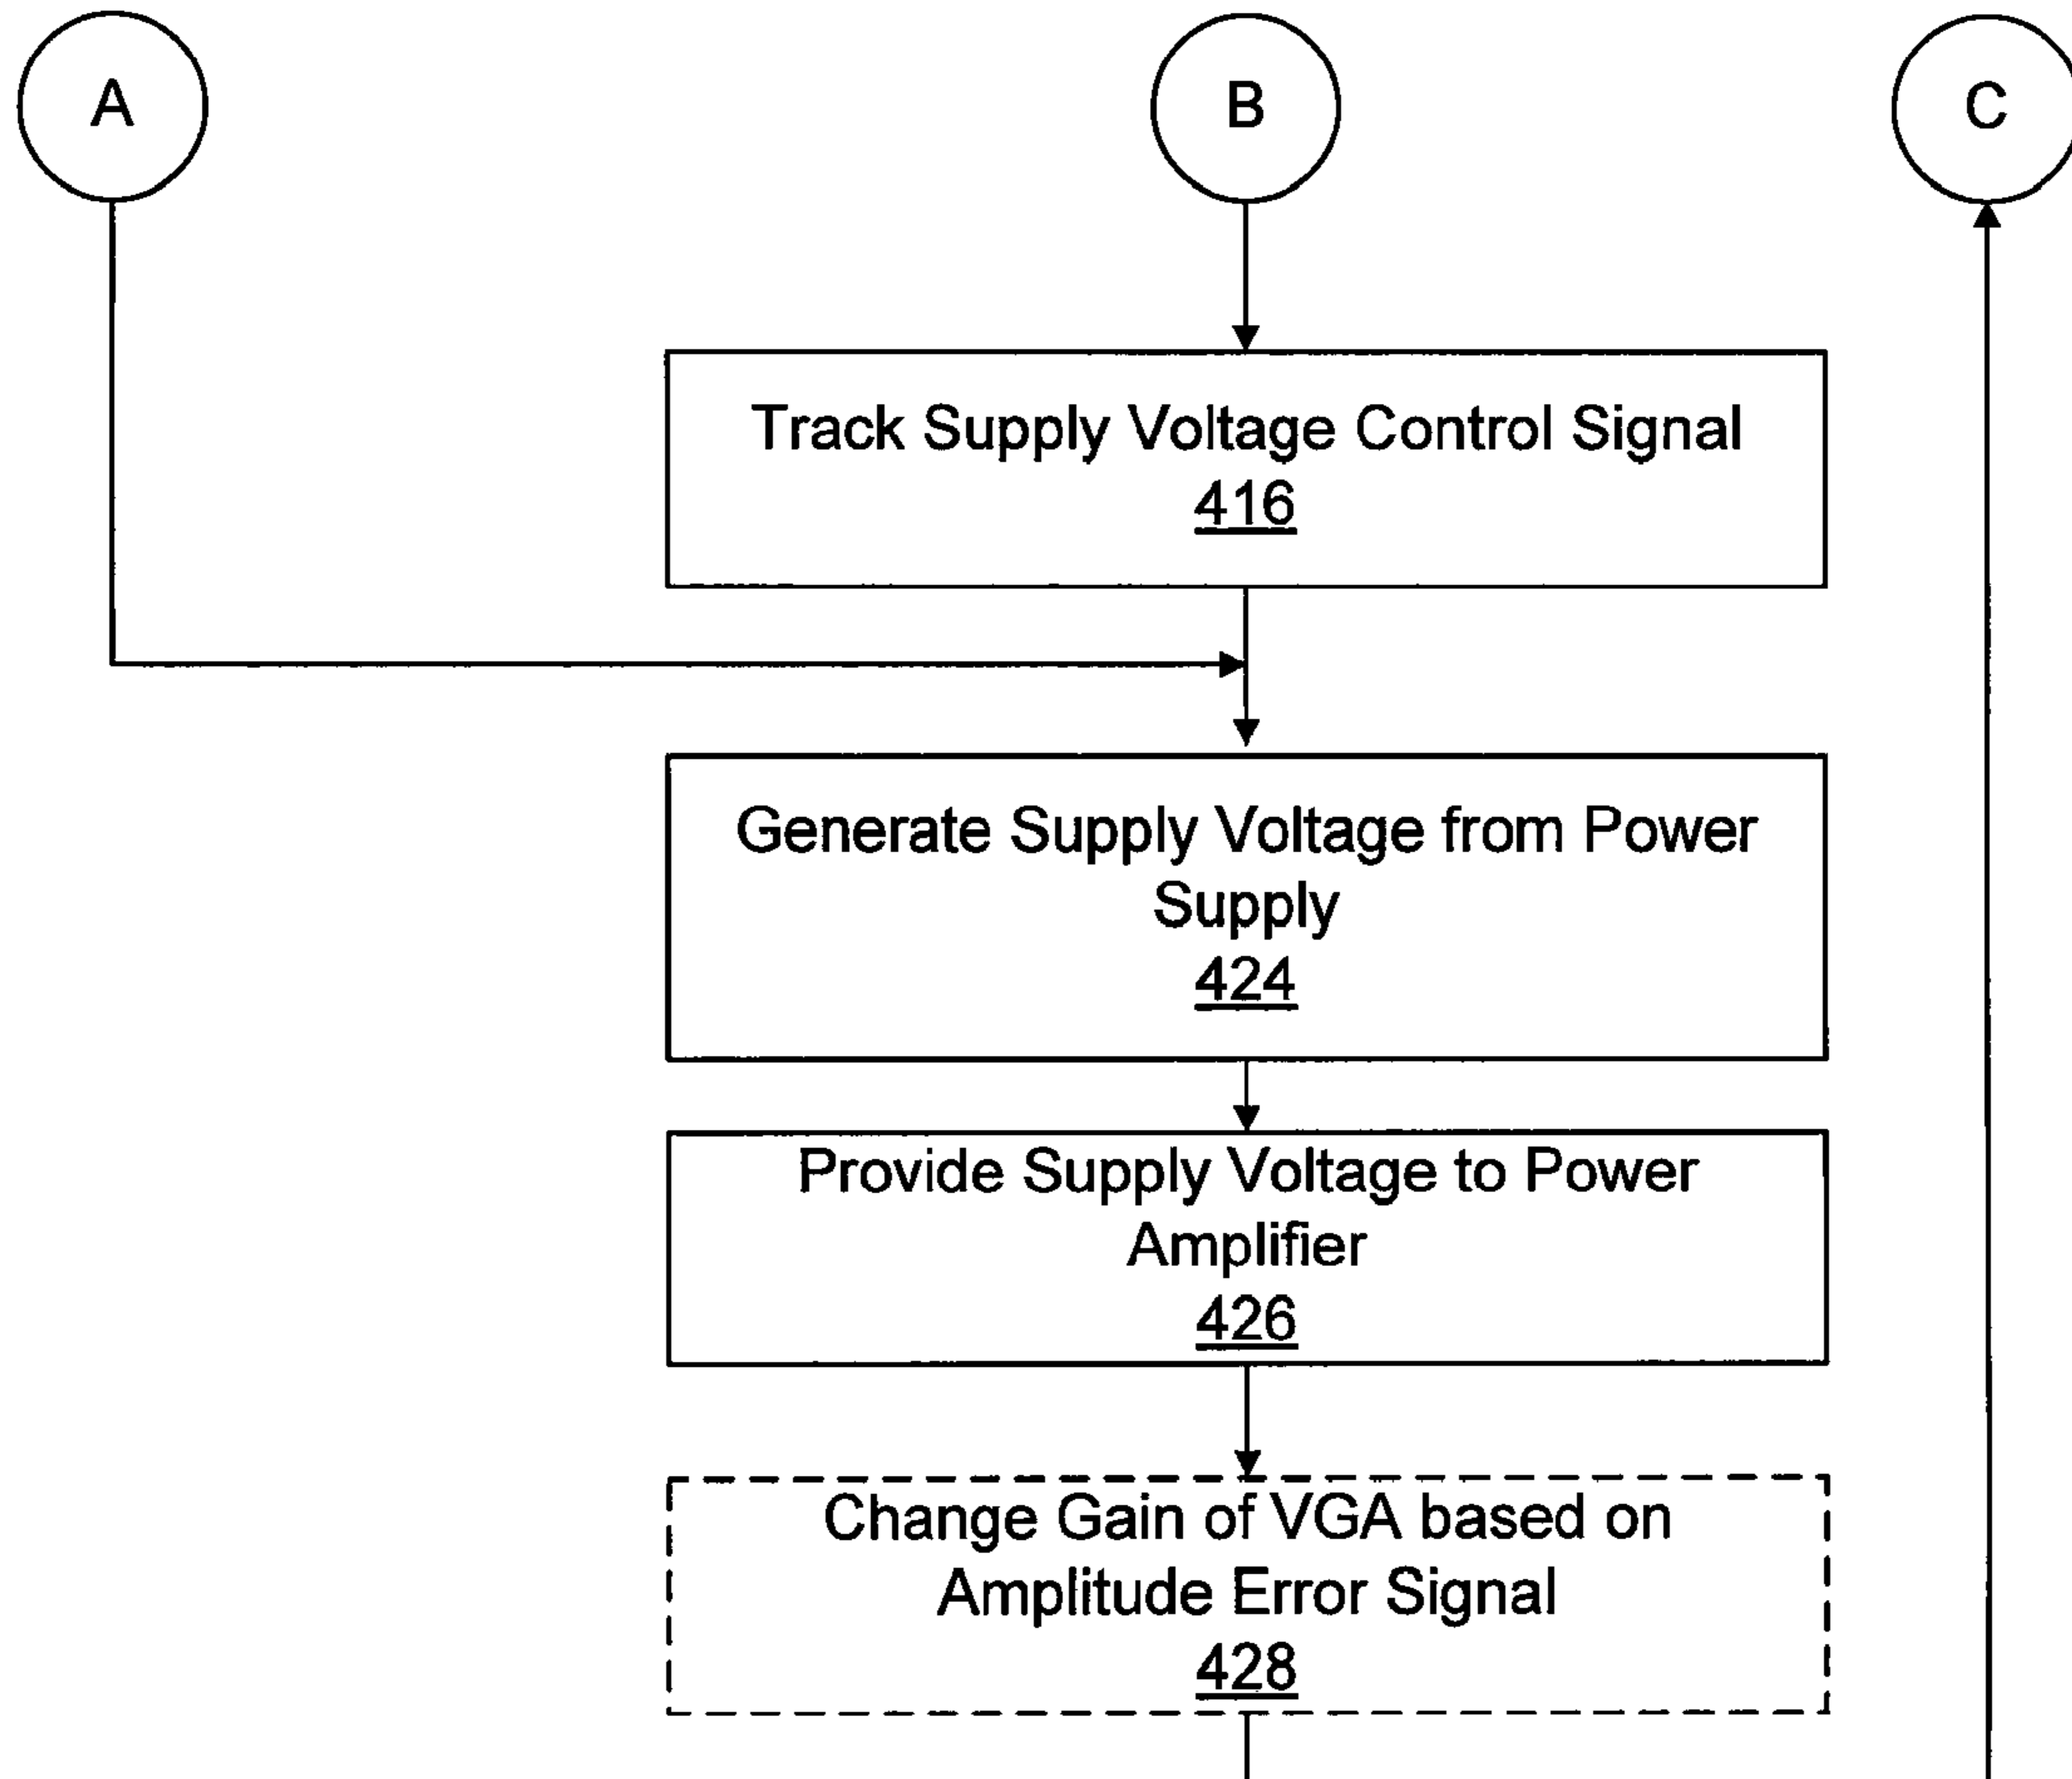 A
B
C
Track Supply Voltage Control Signal
416
Generate Supply Voltage from Power
Supply
424
Provide Supply Voltage to Power
Amplifier
426
Change Gain of VGA based on
Amplitude Error Signal
428